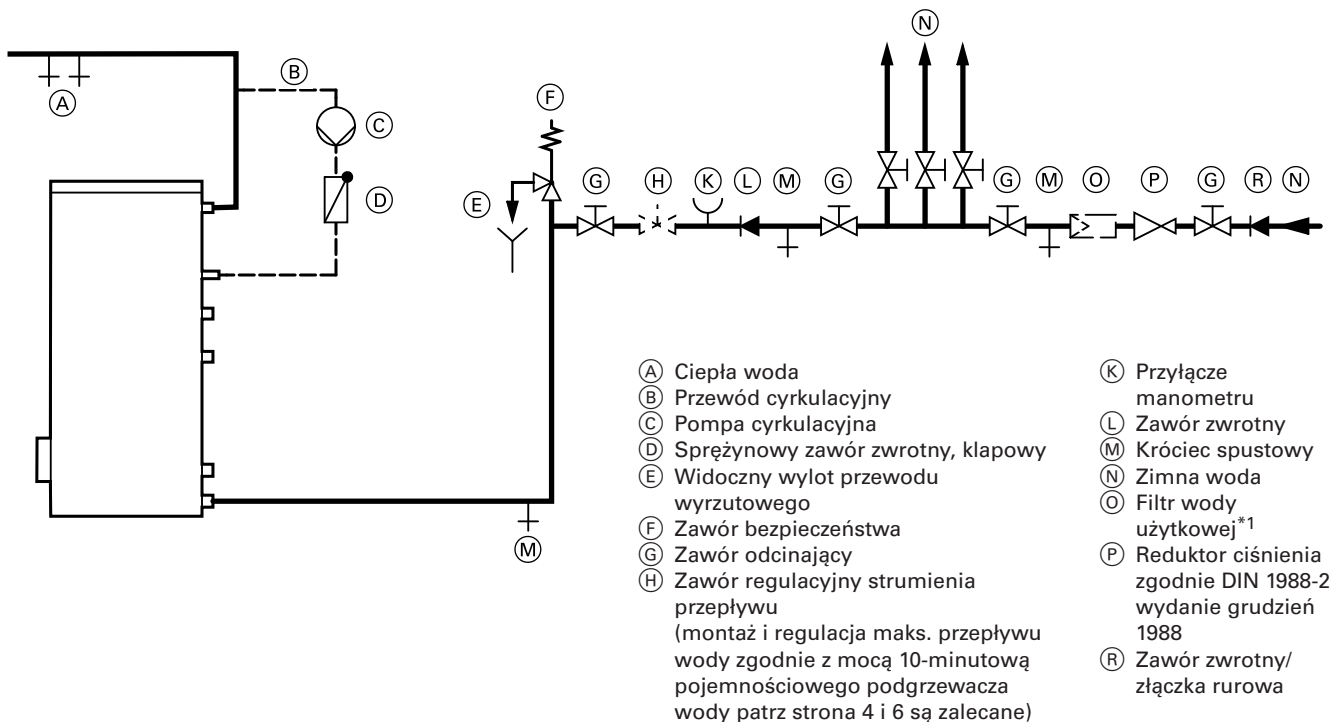 N
B
F
A
C
G
H
K
L
M
G
G
M
O
P
G
R
N
D
E
M
A Ciepła woda
B Przewód cyrkulacyjny
C Pompa cyrkulacyjna
D Sprężynowy zawór zwrotny, klapowy
E Widoczny wylot przewodu
wyrzutowego
F Zawór bezpieczeństwa
G Zawór odcinający
H Zawór regulacyjny strumienia
przepływu
(montaż i regulacja maks. przepływu
wody zgodnie z mocą 10-minutową
pojemnościowego podgrzewacza
wody patrz strona 4 i 6 są zalecane)
K Przyłącze
manometru
L Zawór zwrotny
M Króciec spustowy
N Zimna woda
O Filtr wody
użytkowej*1
P Reduktor ciśnienia
zgodnie DIN 1988-2
wydanie grudzień
1988
R Zawór zwrotny/
złączka rurowa